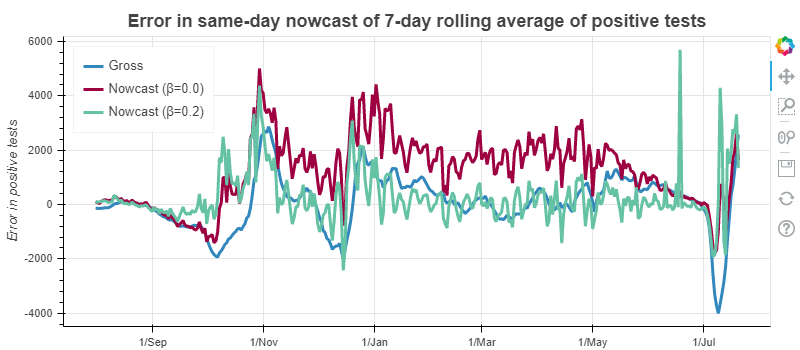 Error in same-day nowcast of 7-day rolling average of positive tests
Gross
Nowcast (β=0.0)
Nowcast (β=0.2)
Error in positive tests
6000
4000
2000
0
-2000
-4000
1/Sep
1/Nov
1/Jan
1/Mar
1/May
1/Jul